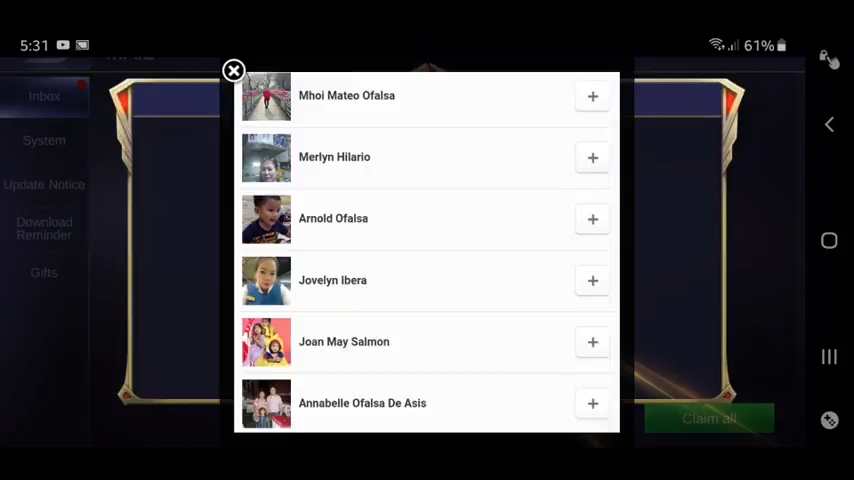 5:31
61%
Inbox
System
Update Notice
Download
Reminder
Gifts
Mhoi Mateo Ofalsa
Merlyn Hilario
Arnold Ofalsa
Jovelyn Ibera
Joan May Salmon
Annabelle Ofalsa De Asis
Claim all